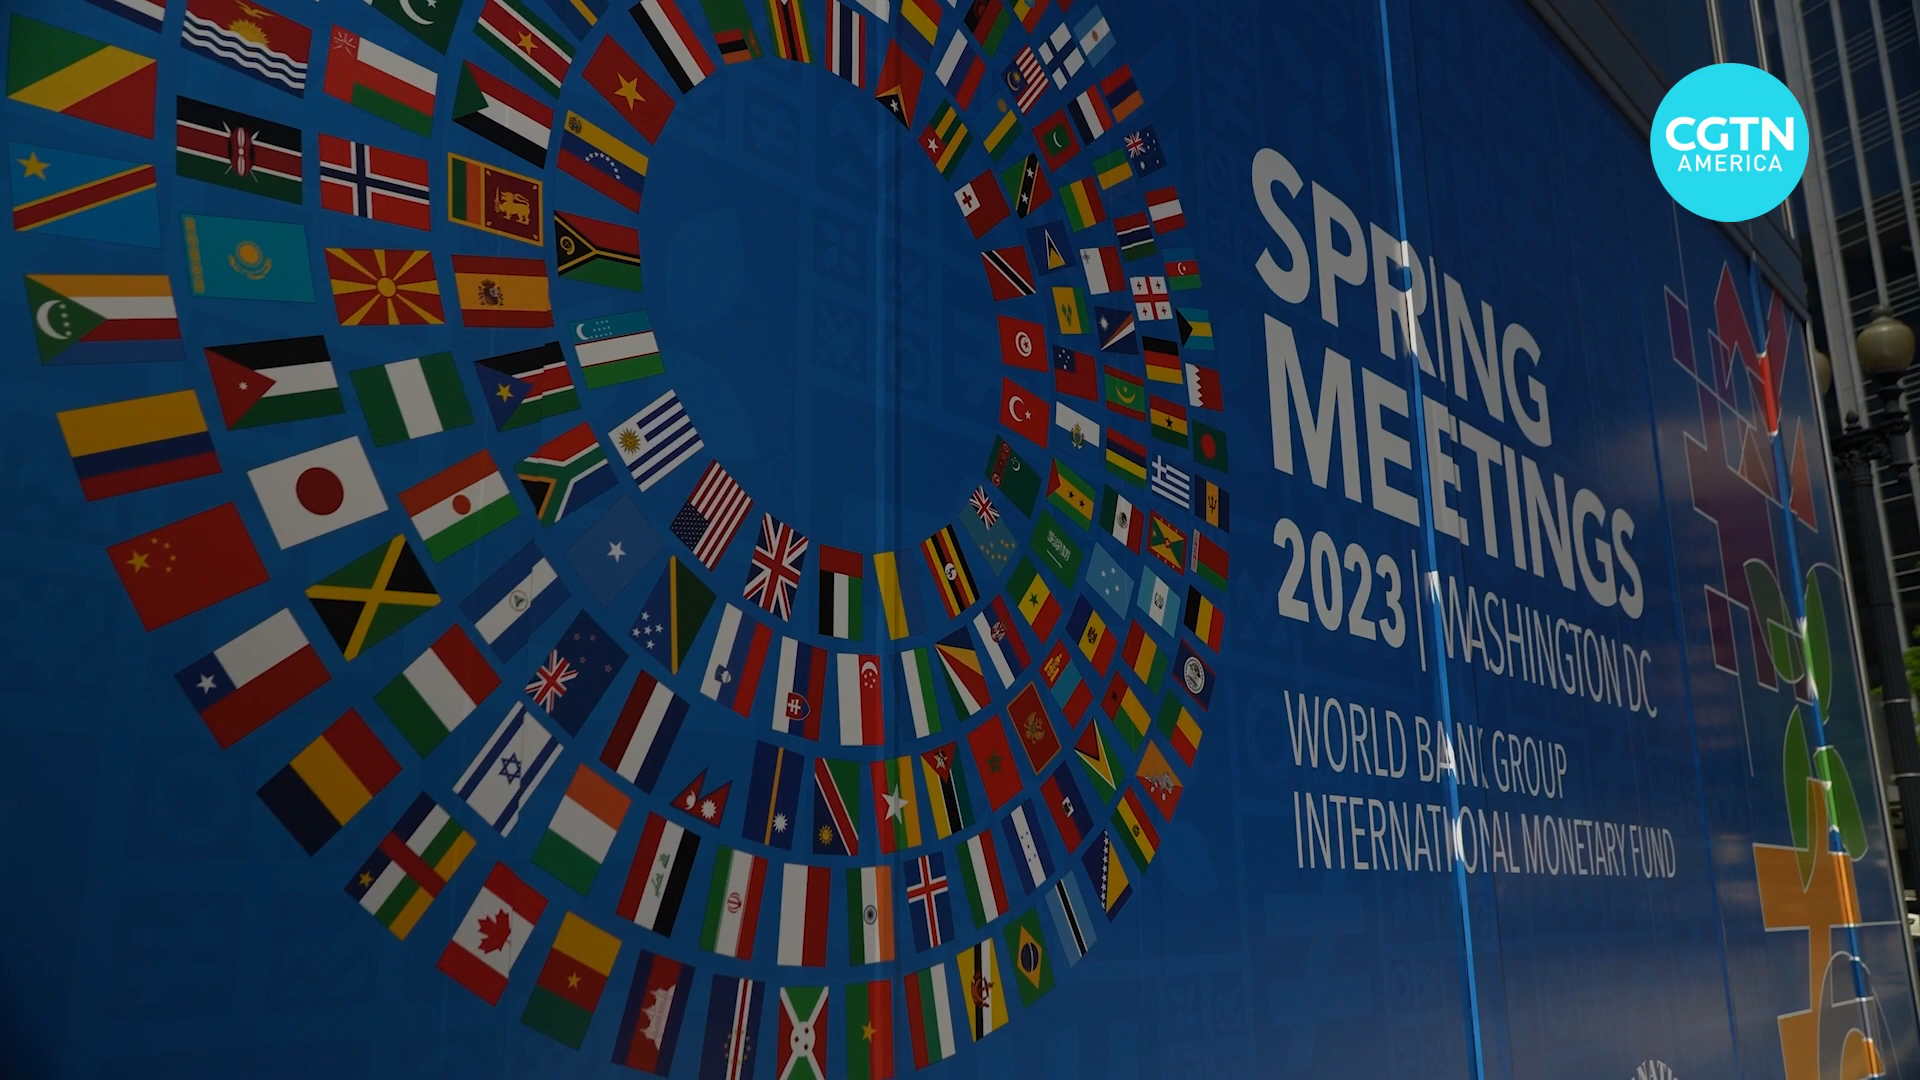 CGTN
AMERICA
SPRING
MEETINGS
2023 | WASHINGTON DC
WORLD BANK GROUP
INTERNATIONAL MONETARY FUND